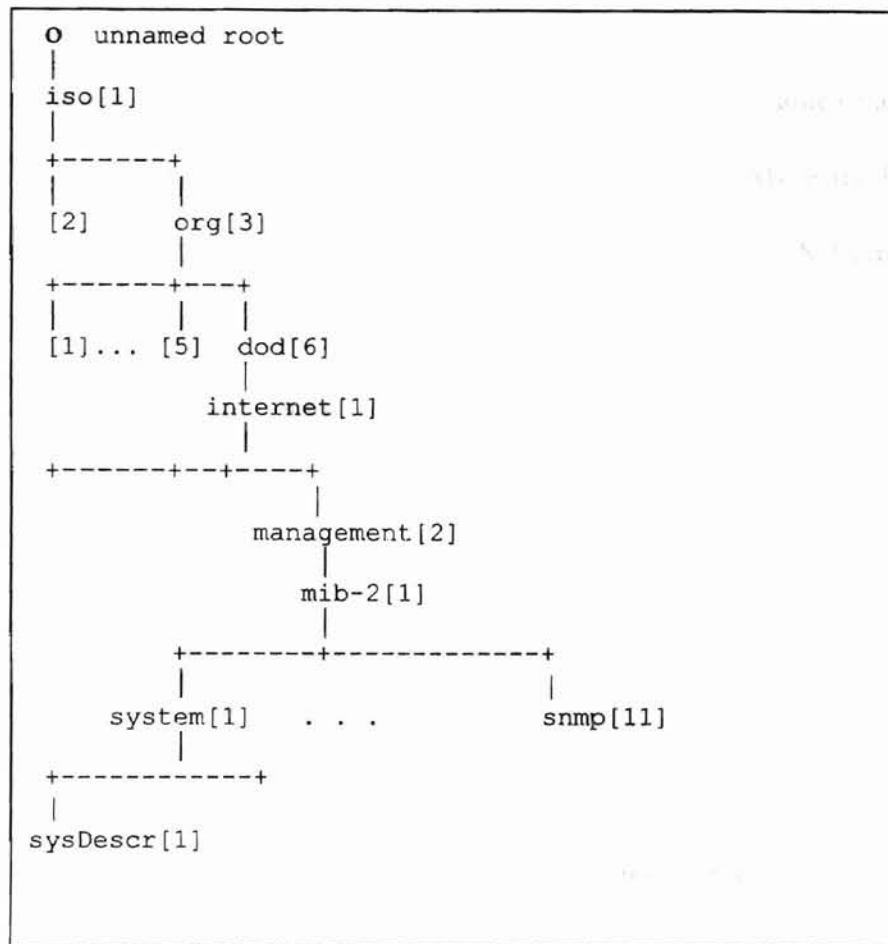 o unnamed root
iso[1]
[2] org[3]
[1]... [5] dod[6]
internet[1]
management[2]
mib-2[1]
system[1] . . . snmp[11]
sysDescr[1]